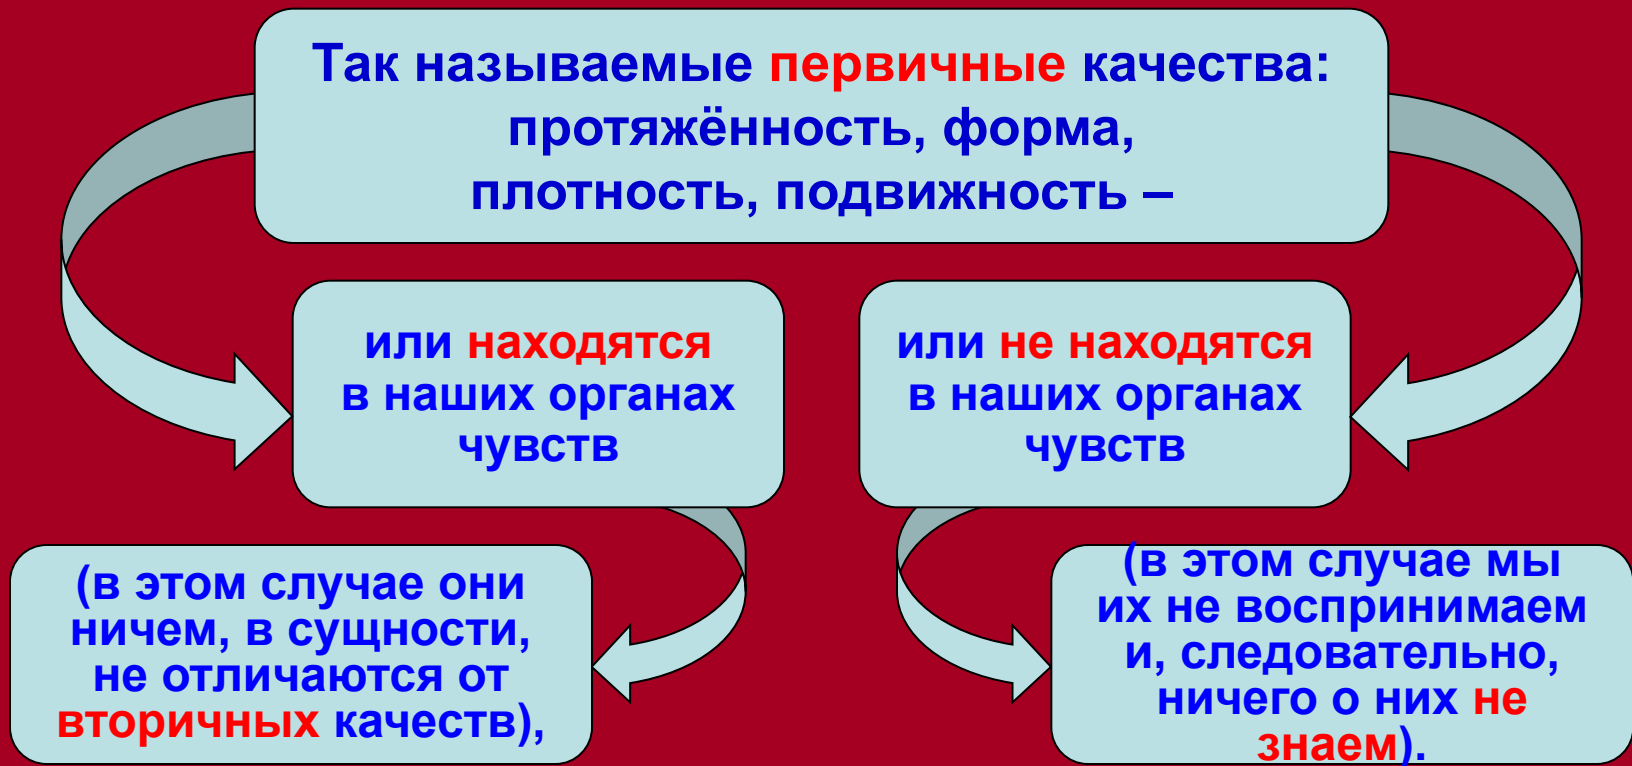 Так называемые первичные качества:
протяжённость, форма,
плотность, подвижность –
или находятся
в наших органах
чувств
или не находятся
в наших органах
чувств
(в этом случае они
ничем, в сущности,
не отличаются от
вторичных качеств),
(в этом случае мы
их не воспринимаем
и, следовательно,
ничего о них не
знаем).